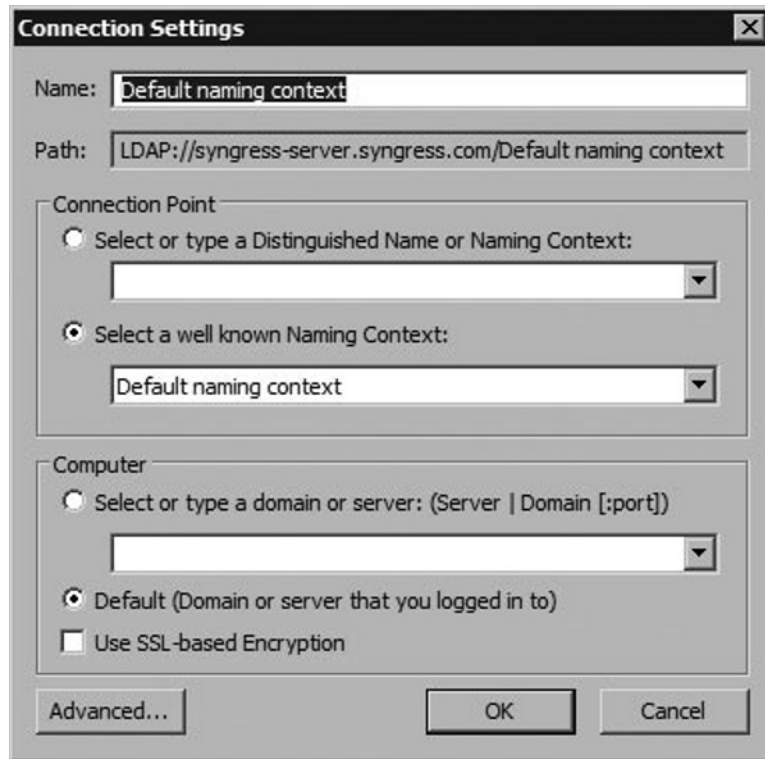 Connection Settings
Name: Default naming context
Path: LDAP://syngress-server.syngress.com/Default naming context
Connection Point
Select or type a Distinguished Name or Naming Context:
Select a well known Naming Context:
Default naming context
Computer
Select or type a domain or server: (Server | Domain [:port])
Default (Domain or server that you logged in to)
Use SSL-based Encryption
Advanced... OK Cancel